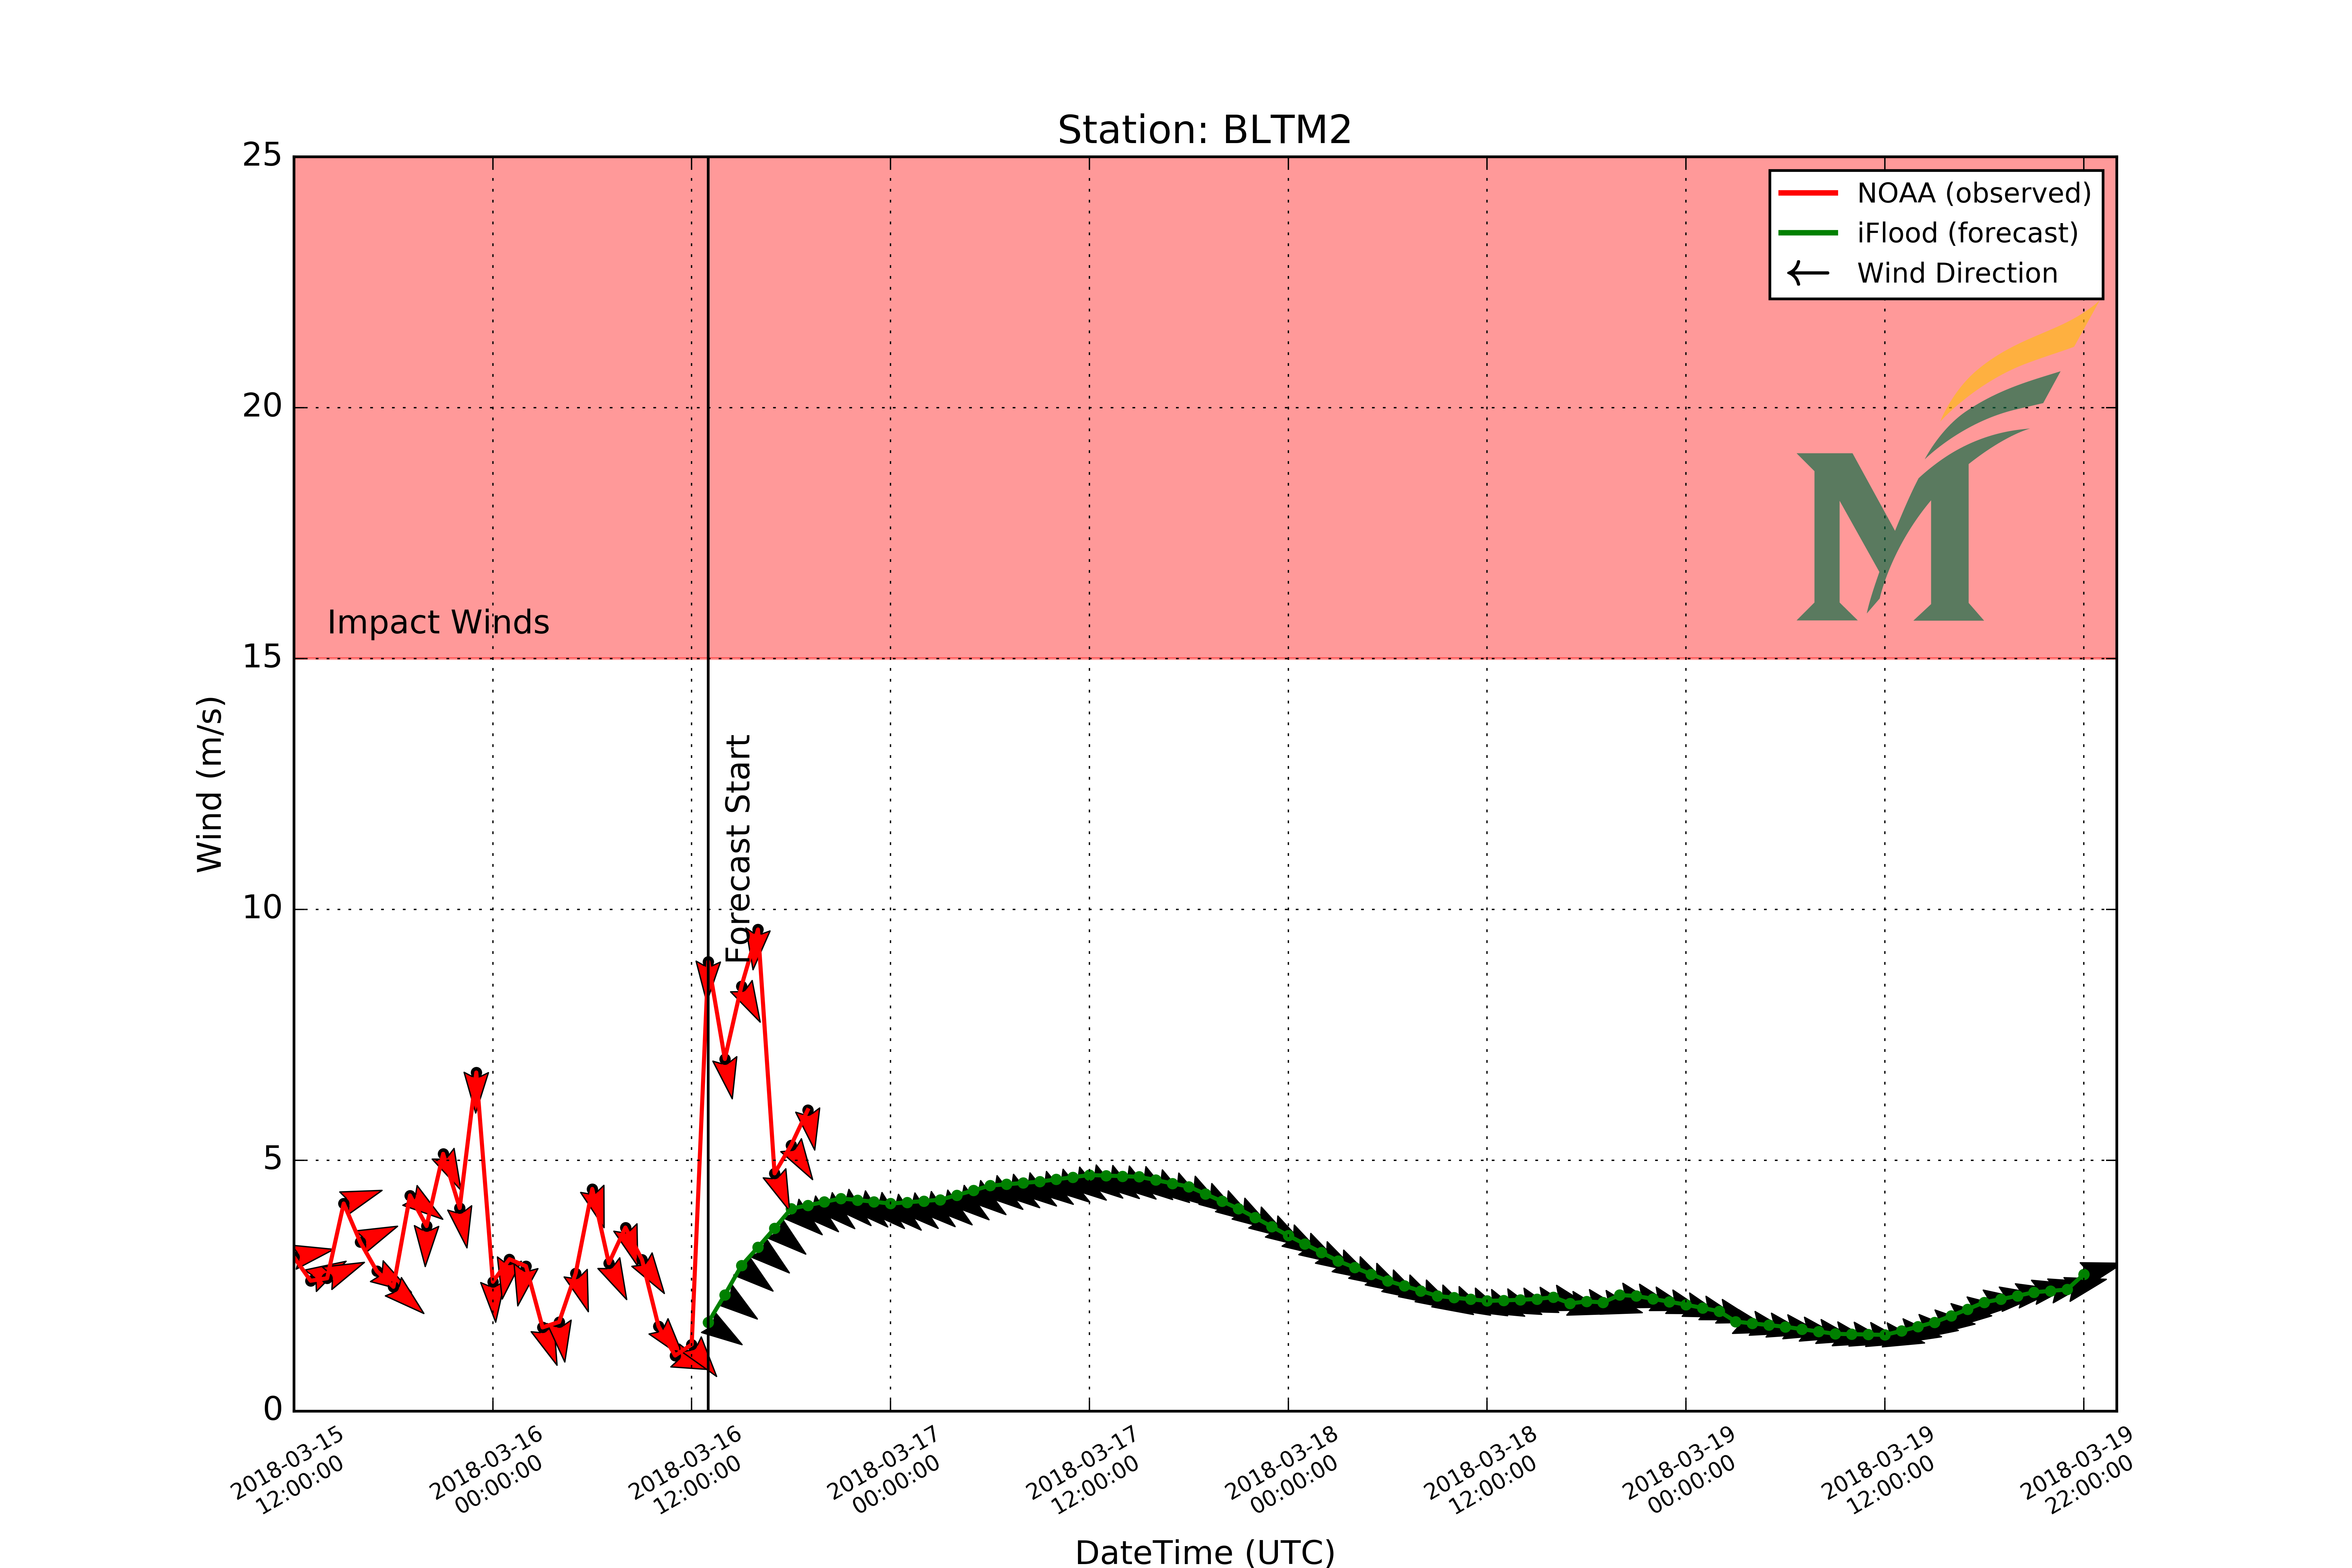 Station: BLTM2
25
20
15
10
5
0
Wind (m/s)
NOAA (observed)
iFlood (forecast)
Wind Direction
Impact Winds
Forecast Start
M
2018-03-15
12:00:00
2018-03-16
00:00:00
2018-03-16
12:00:00
2018-03-17
00:00:00
2018-03-17
12:00:00
2018-03-18
00:00:00
2018-03-18
12:00:00
2018-03-19
00:00:00
2018-03-19
12:00:00
2018-03-19
22:00:00
DateTime (UTC)